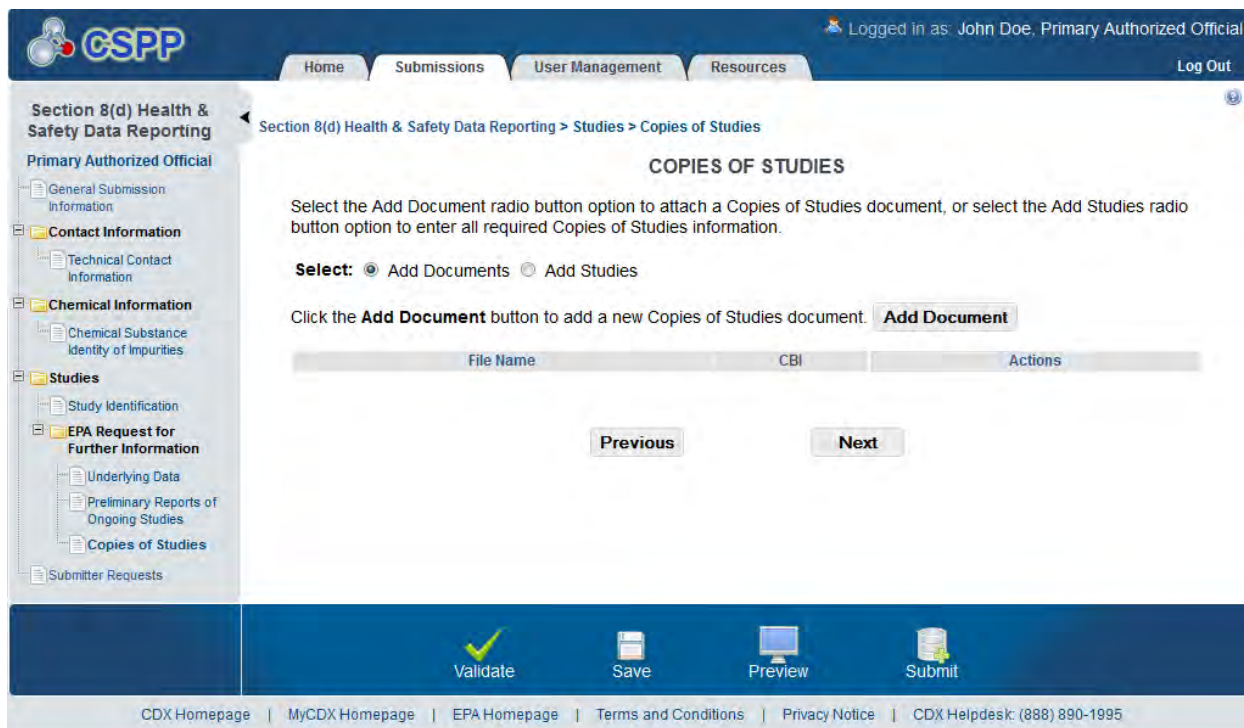 CSPP
Logged in as: John Doe, Primary Authorized Official
Home Submissions User Management Resources
Log Out
Section 8(d) Health &
Safety Data Reporting
Primary Authorized Official
General Submission
Information
Contact Information
Technical Contact
Information
Chemical Information
Chemical Substance
Identity of Impurities
Studies
Study Identification
EPA Request for
Further Information
Underlying Data
Preliminary Reports of
Ongoing Studies
Copies of Studies
Submitter Requests
Section 8(d) Health & Safety Data Reporting > Studies > Copies of Studies
COPIES OF STUDIES
Select the Add Document radio button option to attach a Copies of Studies document, or select the Add Studies radio
button option to enter all required Copies of Studies information.
Select: Add Documents Add Studies
Click the Add Document button to add a new Copies of Studies document. Add Document
File Name CBI Actions
Previous Next
Validate Save Preview Submit
CDX Homepage | MyCDX Homepage | EPA Homepage | Terms and Conditions | Privacy Notice | CDX Helpdesk: (888) 890-1995